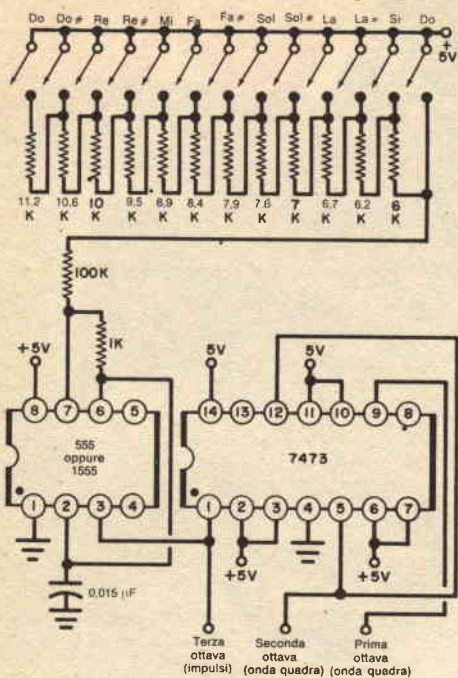 Do Do# Re Re# Mi Fa Fa# Sol Sol# La La# Si Do
+
5V
11,2 10,6 10 9,5 8,9 8,4 7,9 7,6 7 6,7 6,2 6
K K K K K K K K K K K K
100K
1K
+5V 5V 5V
8 7 6 5 14 13 12 11 10 9 8
555
oppure
1555
7473
1 2 3 4 1 2 3 4 5 6 7
+5V +5V
0,015 µF
Terza Seconda Prima
ottava ottava ottava
(impulsi) (onda quadra) (onda quadra)